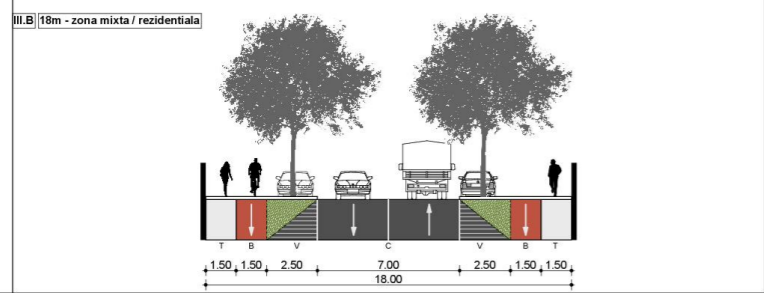 III.B 18m - zona mixta / rezidentiala
T B V C V B T
1.50 1.50 2.50 7.00 2.50 1.50 1.50
18.00